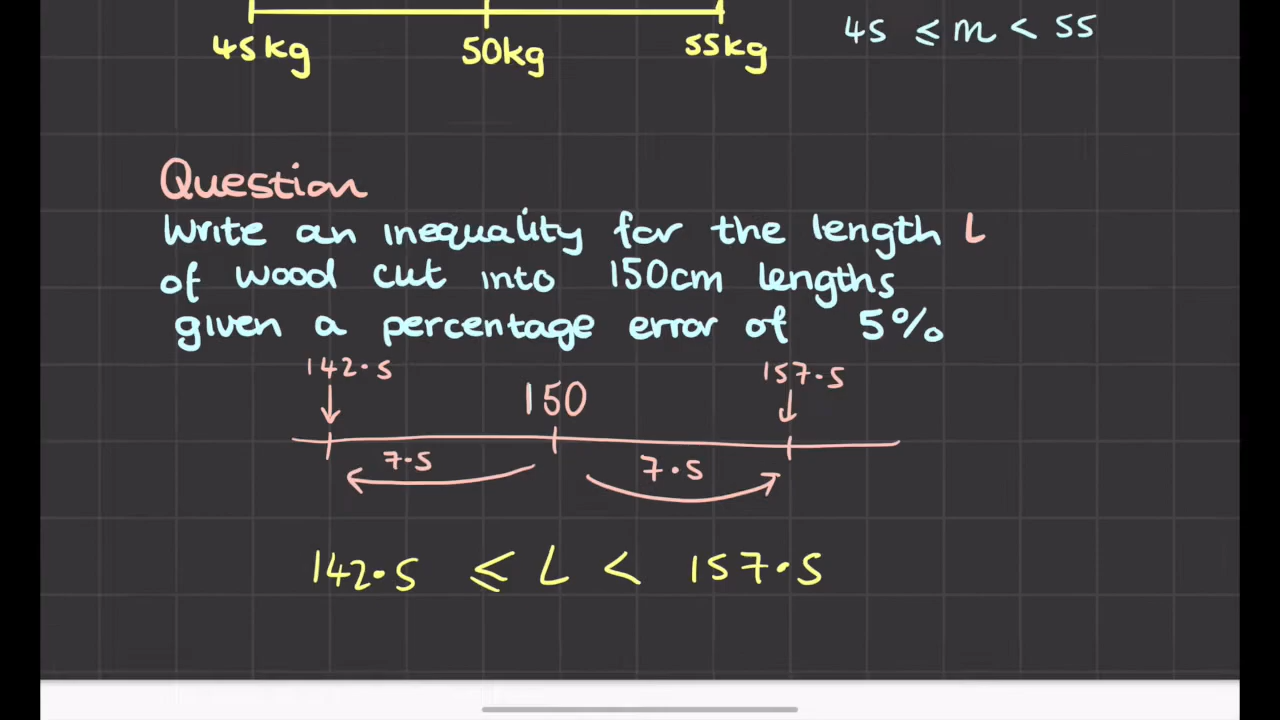 45kg 50kg 55kg 45 ≤ m < 55
Question
Write an inequality for the length L
of wood cut into 150cm lengths
given a percentage error of 5%
142.5 150 157.5
7.5 7.5
142.5 ≤ L < 157.5